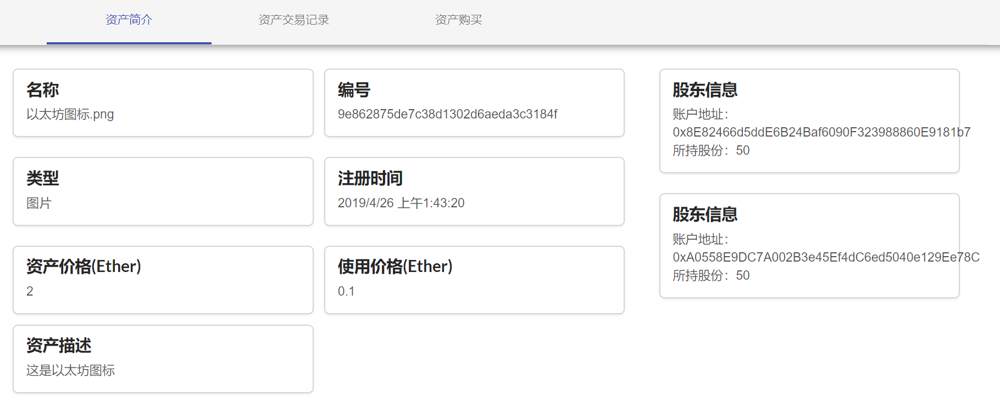 资产简介
资产交易记录
资产购买
名称
以太坊图标.png
编号
9e862875de7c38d1302d6aeda3c3184f
类型
图片
注册时间
2019/4/26 上午1:43:20
资产价格(Ether)
2
使用价格(Ether)
0.1
资产描述
这是以太坊图标
股东信息
账户地址：
0x8E82466d5ddE6B24Baf6090F323988860E9181b7
所持股份：50
股东信息
账户地址：
0xA0558E9DC7A002B3e45Ef4dC6ed5040e129Ee78C
所持股份：50